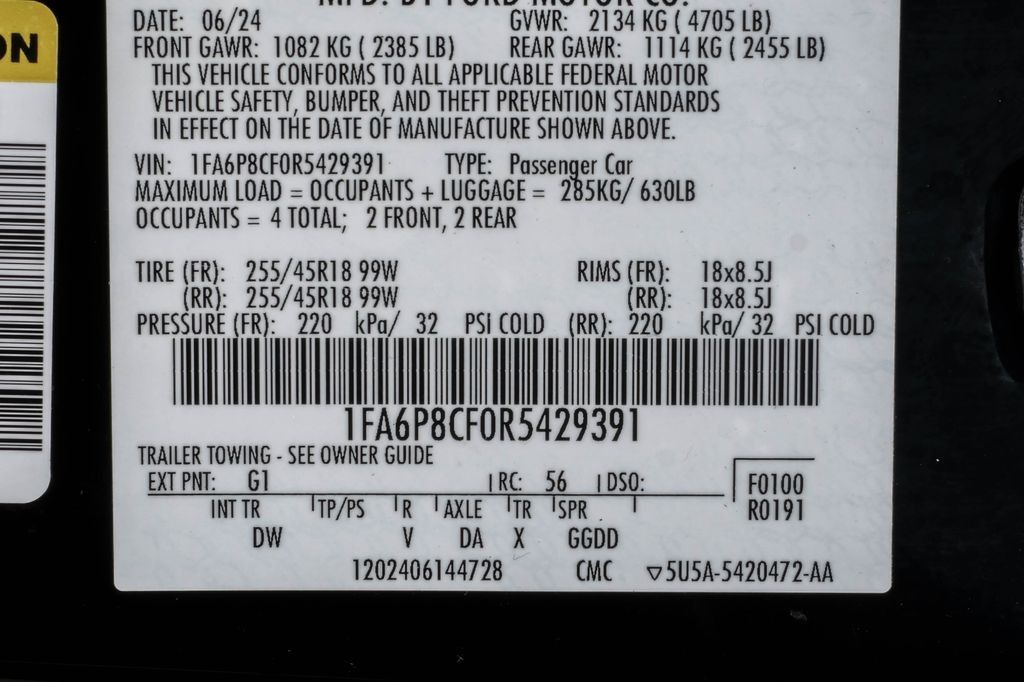 MFD. BY FORD MOTOR CO.
DATE: 06/24 GVWR: 2134 KG ( 4705 LB)
FRONT GAWR: 1082 KG ( 2385 LB) REAR GAWR: 1114 KG ( 2455 LB)
THIS VEHICLE CONFORMS TO ALL APPLICABLE FEDERAL MOTOR
VEHICLE SAFETY, BUMPER, AND THEFT PREVENTION STANDARDS
IN EFFECT ON THE DATE OF MANUFACTURE SHOWN ABOVE.
VIN: 1FA6P8CF0R5429391 TYPE: Passenger Car
MAXIMUM LOAD = OCCUPANTS + LUGGAGE = 285KG/ 630LB
OCCUPANTS = 4 TOTAL; 2 FRONT, 2 REAR
TIRE (FR): 255/45R18 99W RIMS (FR): 18x8.5J
(RR): 255/45R18 99W (RR): 18x8.5J
PRESSURE (FR): 220 kPa/ 32 PSI COLD (RR): 220 kPa/ 32 PSI COLD
1FA6P8CF0R5429391
TRAILER TOWING - SEE OWNER GUIDE
EXT PNT: G1 RC: 56 DSO: F0100
INT TR TP/PS R AXLE TR SPR R0191
DW V DA X GGDD
1202406144728 CMC ▽5U5A-5420472-AA
ON